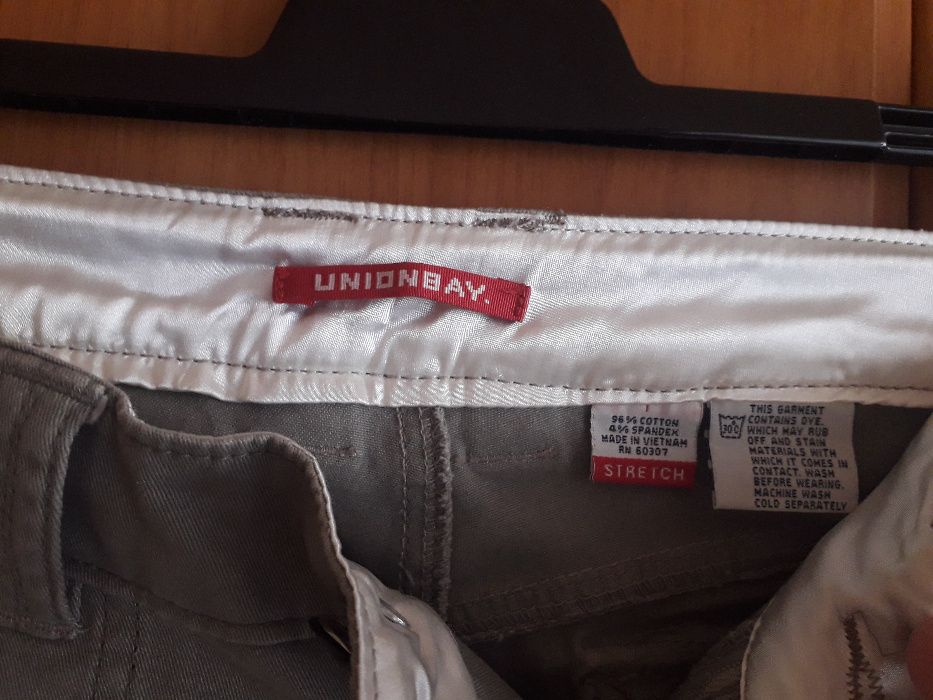 UNIONBAY.
96% COTTON
4% SPANDEX
MADE IN VIETNAM
RN 60307
STRETCH
30°C
THIS GARMENT
CONTAINS DYE.
WHICH MAY RUB
OFF AND STAIN
MATERIALS WITH
WHICH IT COMES IN
CONTACT. WASH
BEFORE WEARING.
MACHINE WASH
COLD SEPARATELY